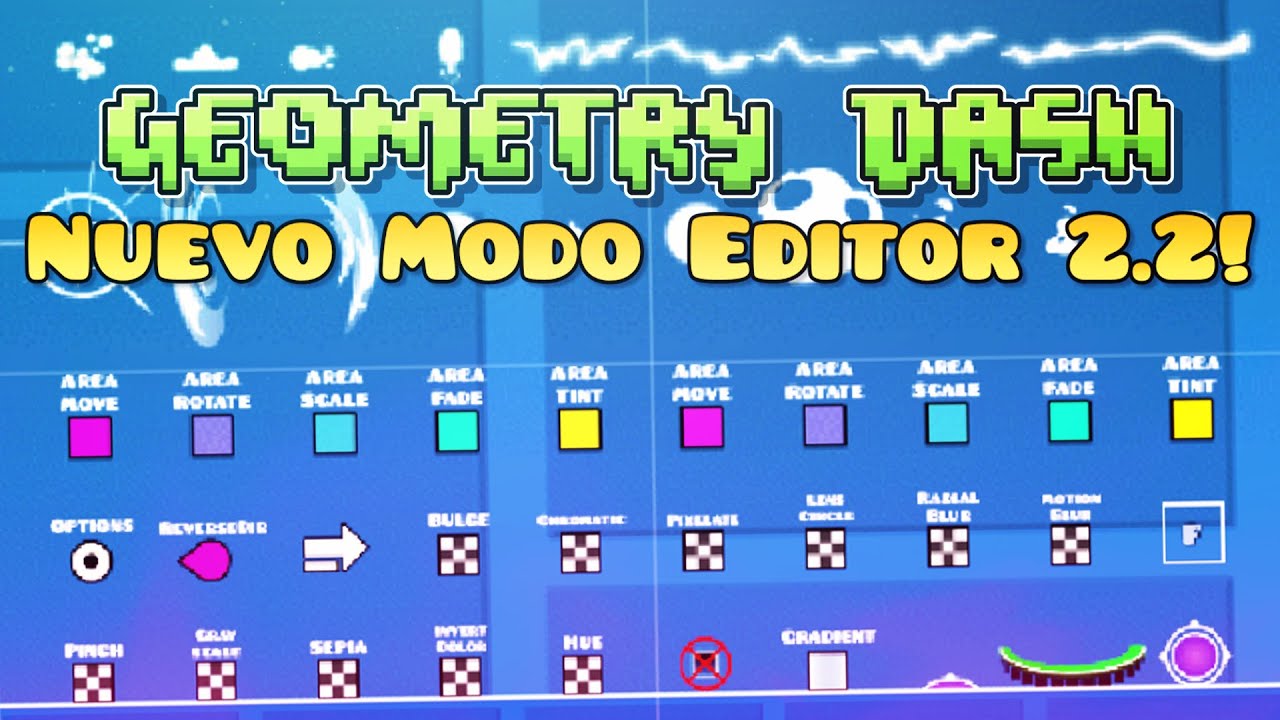 GEOMETRY DASH
NUEVO MODO EDITOR 2.2!
AREA MOVE
AREA ROTATE
AREA SCALE
AREA FADE
AREA TINT
AREA MOVE
AREA ROTATE
AREA SCALE
AREA FADE
AREA TINT
OPTIONS
REVERSEDIR
BULGE
CHROMATIC
PIXELATE
LENS CIRCLE
RADIAL BLUR
MOTION BLUR
PINCH
GRAY SCALE
SEPIA
INVERT COLOR
HUE
GRADIENT